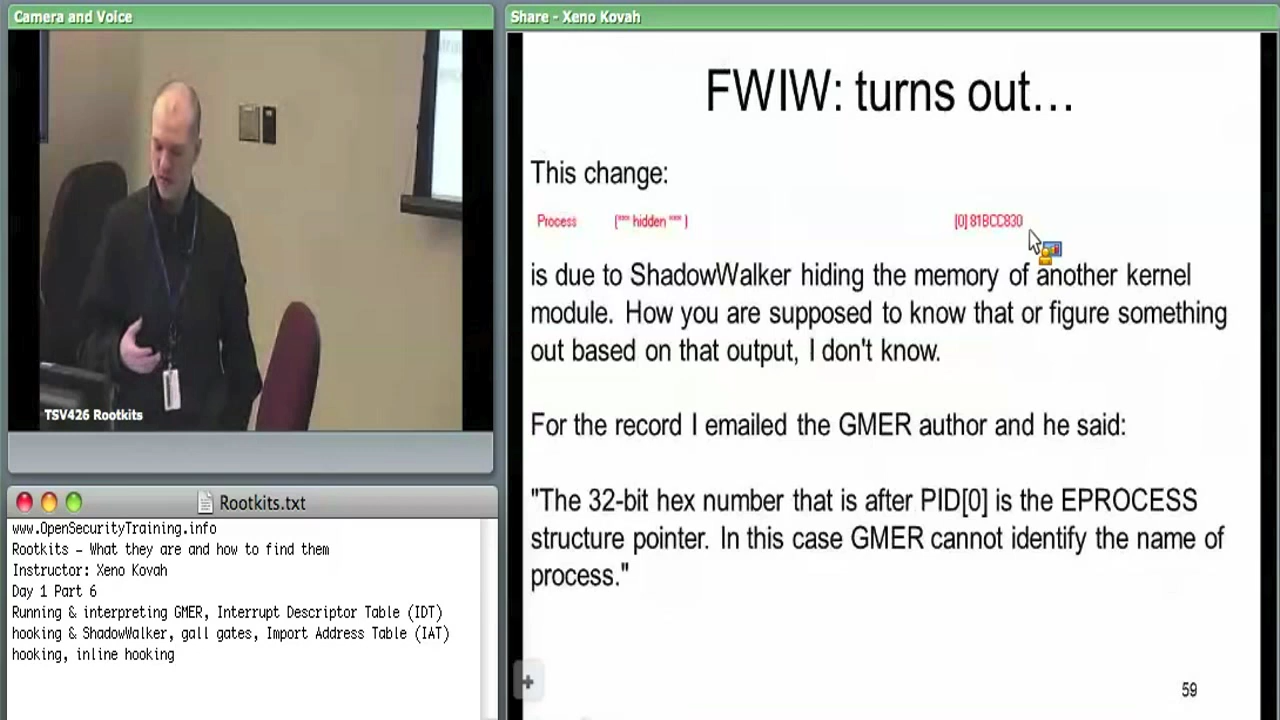 Camera and Voice
TSV426 Rootkits
Rootkits.txt
www.OpenSecurityTraining.info
Rootkits - What they are and how to find them
Instructor: Xeno Kovah
Day 1 Part 6
Running & interpreting GMER, Interrupt Descriptor Table (IDT)
hooking & ShadowWalker, gall gates, Import Address Table (IAT)
hooking, inline hooking
Share - Xeno Kovah
FWIW: turns out…
This change:
Process (*** hidden *** ) [0] 81BCC830
is due to ShadowWalker hiding the memory of another kernel
module. How you are supposed to know that or figure something
out based on that output, I don't know.
For the record I emailed the GMER author and he said:
"The 32-bit hex number that is after PID[0] is the EPROCESS
structure pointer. In this case GMER cannot identify the name of
process."
59